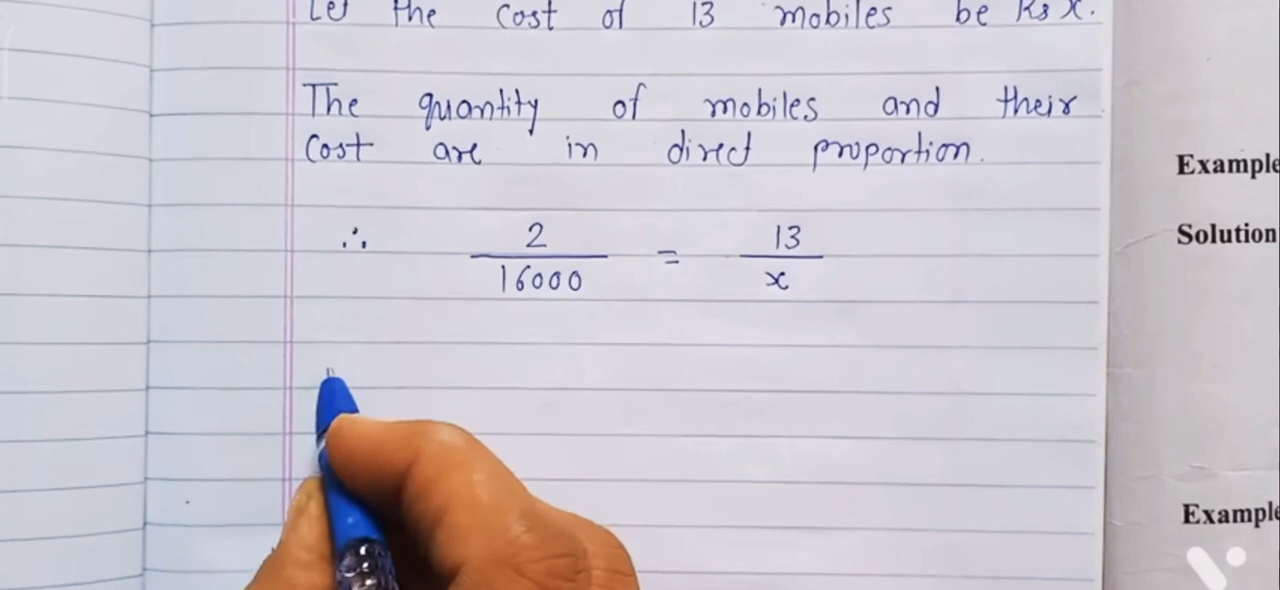 Let the cost of 13 mobiles be Rs x.
The quantity of mobiles and their
cost are in direct proportion.
∴ 2/16000 = 13/x
Example
Solution
Example